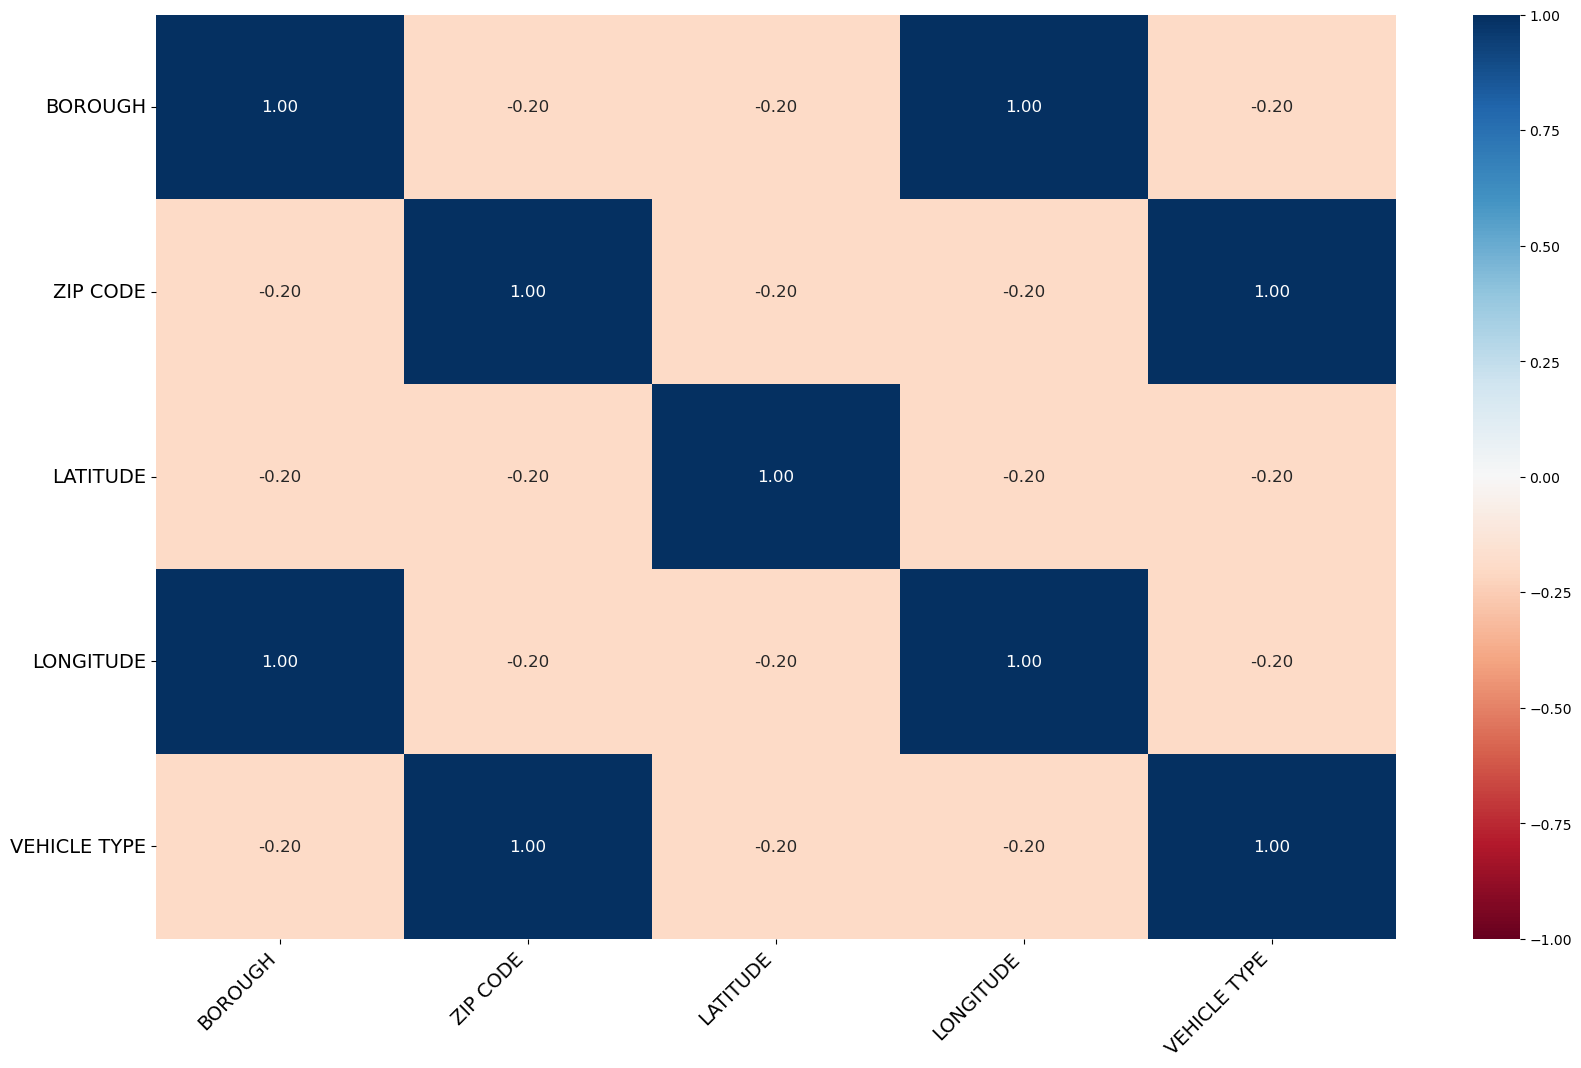 BOROUGH 1.00 -0.20 -0.20 1.00 -0.20
ZIP CODE -0.20 1.00 -0.20 -0.20 1.00
LATITUDE -0.20 -0.20 1.00 -0.20 -0.20
LONGITUDE 1.00 -0.20 -0.20 1.00 -0.20
VEHICLE TYPE -0.20 1.00 -0.20 -0.20 1.00
BOROUGH ZIP CODE LATITUDE LONGITUDE VEHICLE TYPE
1.00
0.75
0.50
0.25
0.00
−0.25
−0.50
−0.75
−1.00